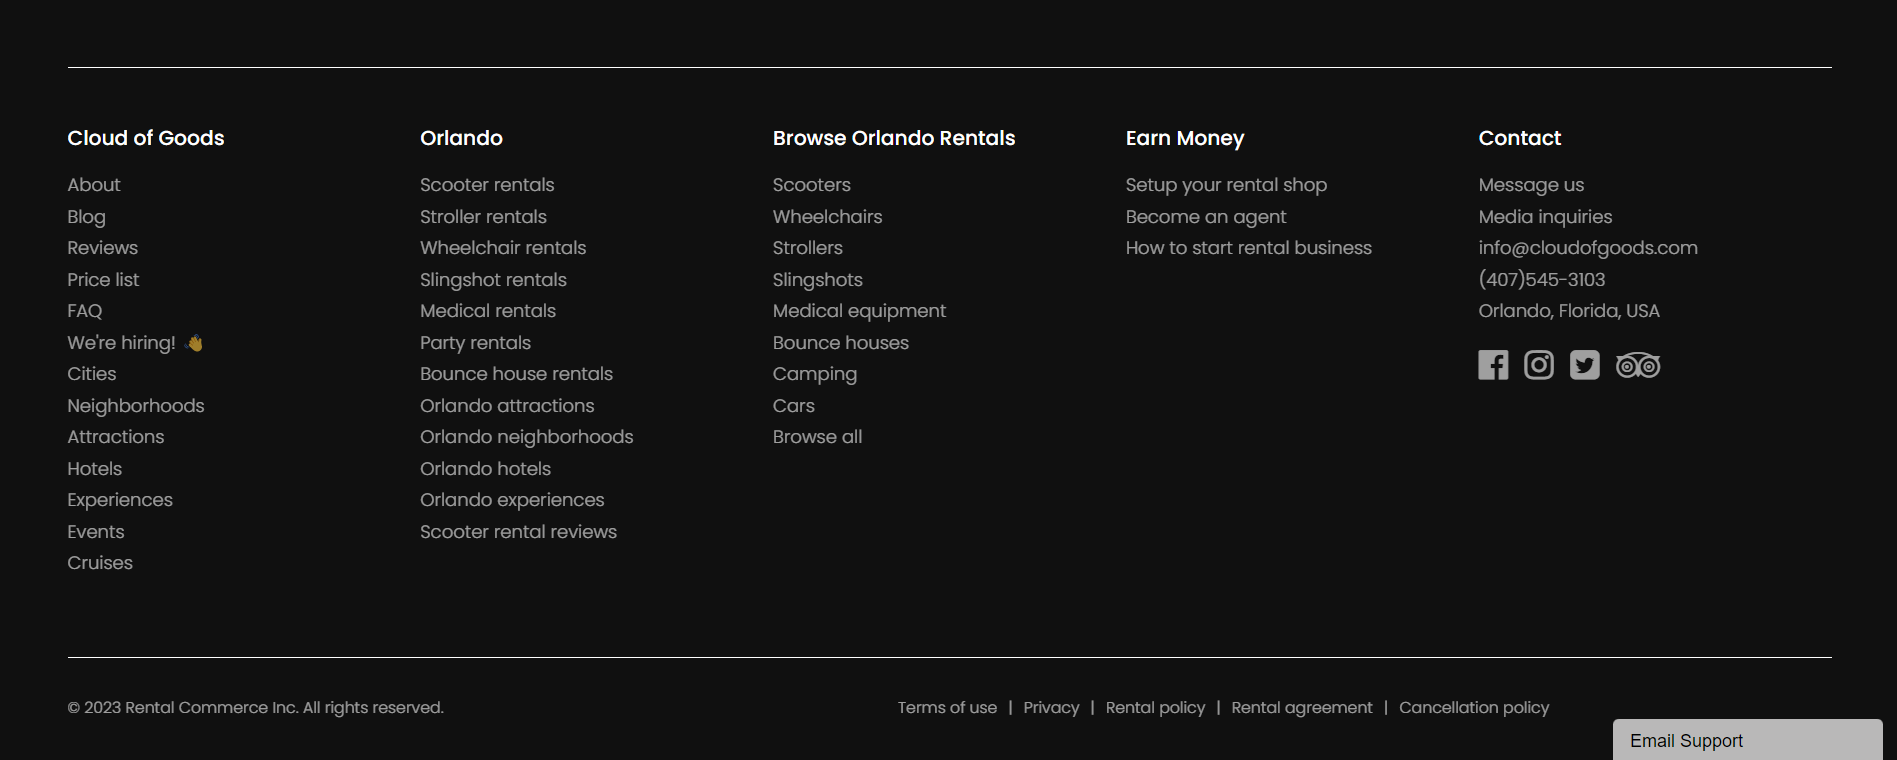 Cloud of Goods
About
Blog
Reviews
Price list
FAQ
We're hiring! 👋
Cities
Neighborhoods
Attractions
Hotels
Experiences
Events
Cruises
Orlando
Scooter rentals
Stroller rentals
Wheelchair rentals
Slingshot rentals
Medical rentals
Party rentals
Bounce house rentals
Orlando attractions
Orlando neighborhoods
Orlando hotels
Orlando experiences
Scooter rental reviews
Browse Orlando Rentals
Scooters
Wheelchairs
Strollers
Slingshots
Medical equipment
Bounce houses
Camping
Cars
Browse all
Earn Money
Setup your rental shop
Become an agent
How to start rental business
Contact
Message us
Media inquiries
info@cloudofgoods.com
(407)545-3103
Orlando, Florida, USA
© 2023 Rental Commerce Inc. All rights reserved.
Terms of use | Privacy | Rental policy | Rental agreement | Cancellation policy
Email Support